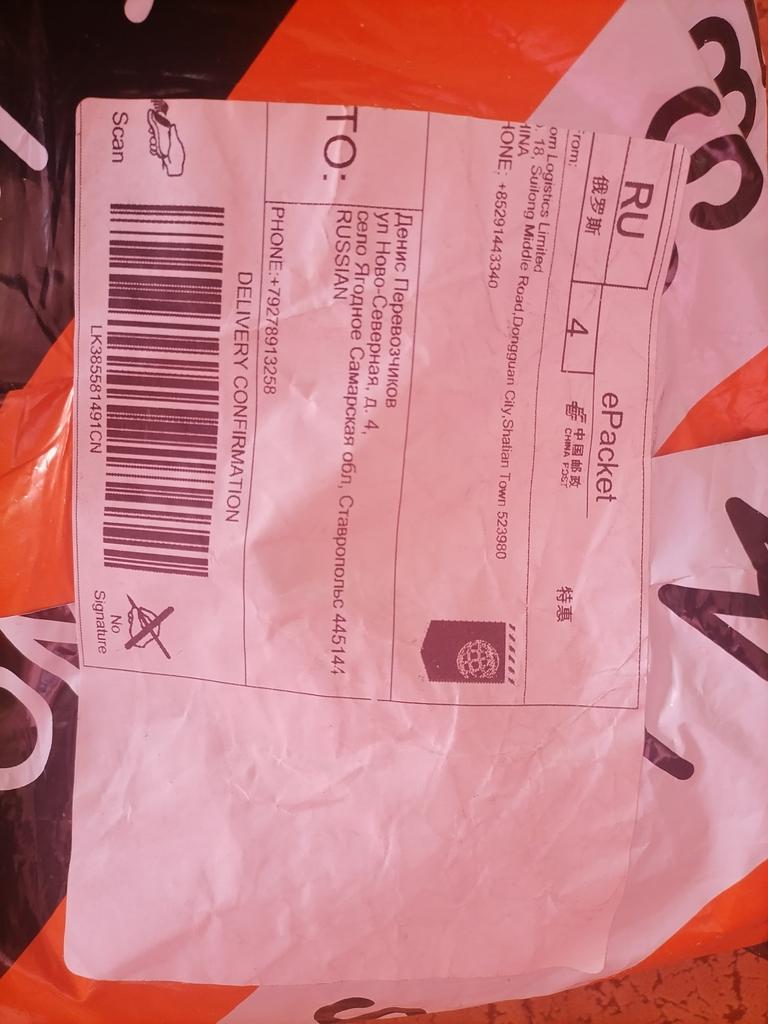 RU
ePacket
俄罗斯
4
中国邮政
CHINA POST
特惠
rom:
om Logistics Limited
18, Suilong Middle Road,Dongguan City,Shatian Town 523980
INA
HONE: +85291443340
TO:
Денис Перевозчиков
ул Ново-Северная, д. 4,
село Ягодное Самарская обл, Ставропольс 445144
RUSSIAN
PHONE:+79278913258
DELIVERY CONFIRMATION
Scan
LK385581491CN
No
Signature